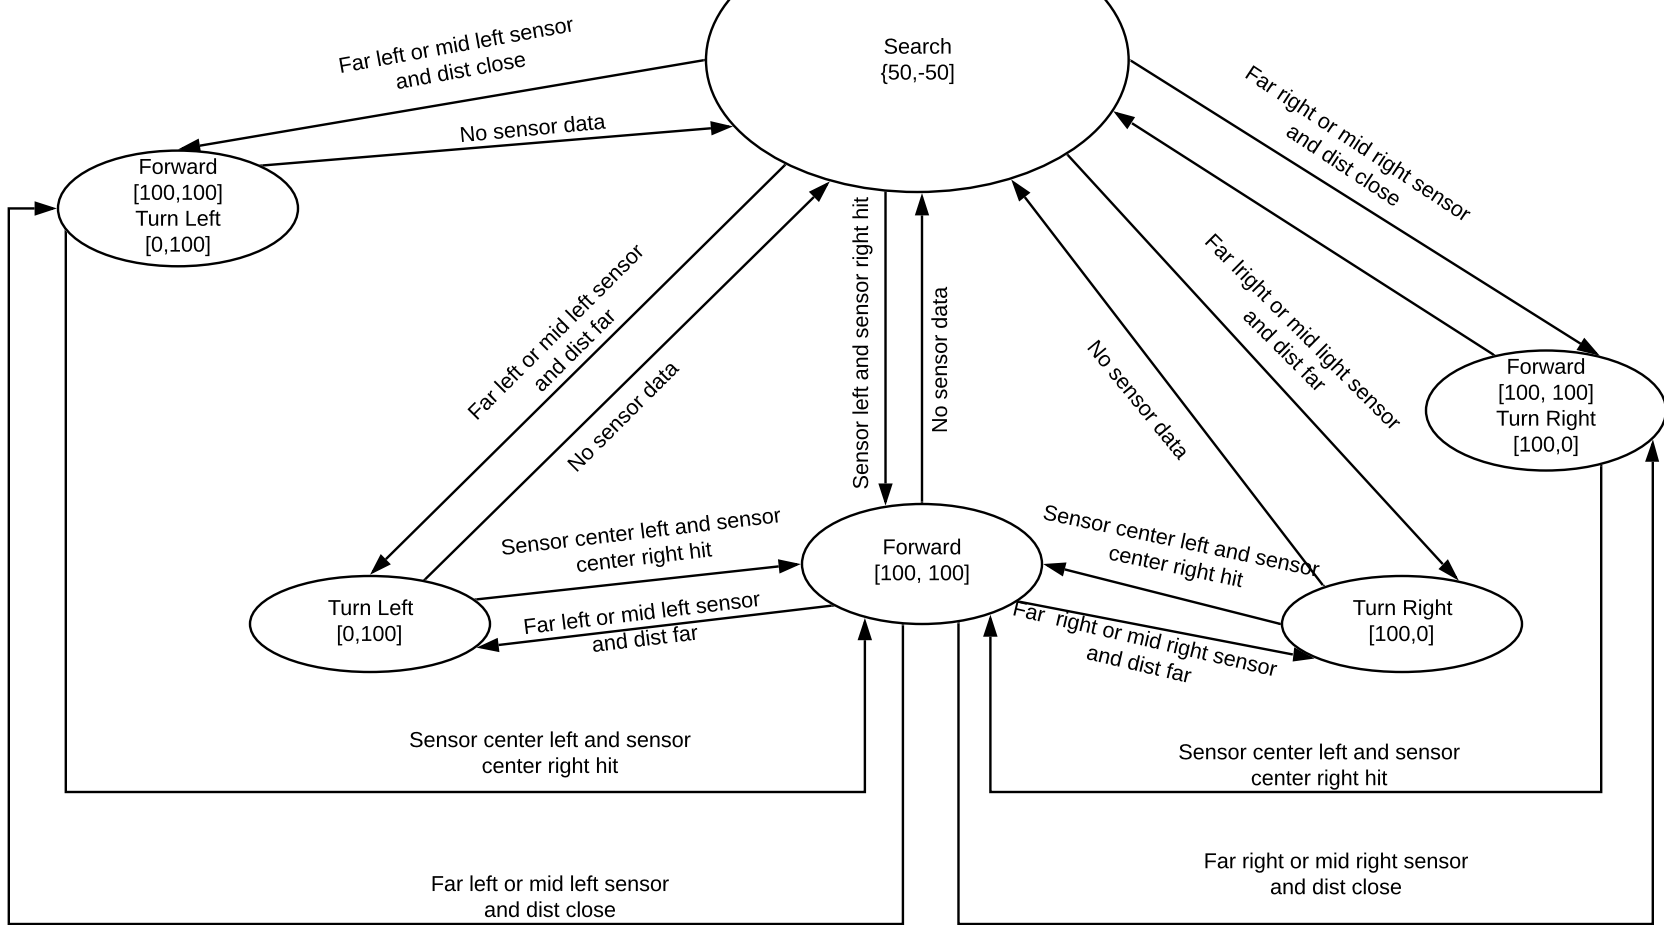 Search
{50,-50]
Far left or mid left sensor
and dist close
No sensor data
Forward
[100,100]
Turn Left
[0,100]
Far right or mid right sensor
and dist close
Far left or mid left sensor
and dist far
No sensor data
Sensor left and sensor right hit
No sensor data
Far lright or mid light sensor
and dist far
No sensor data
Forward
[100, 100]
Turn Right
[100,0]
Sensor center left and sensor
center right hit
Forward
[100, 100]
Sensor center left and sensor
center right hit
Turn Left
[0,100]
Far left or mid left sensor
and dist far
Far  right or mid right sensor
and dist far
Turn Right
[100,0]
Sensor center left and sensor
center right hit
Sensor center left and sensor
center right hit
Far left or mid left sensor
and dist close
Far right or mid right sensor
and dist close